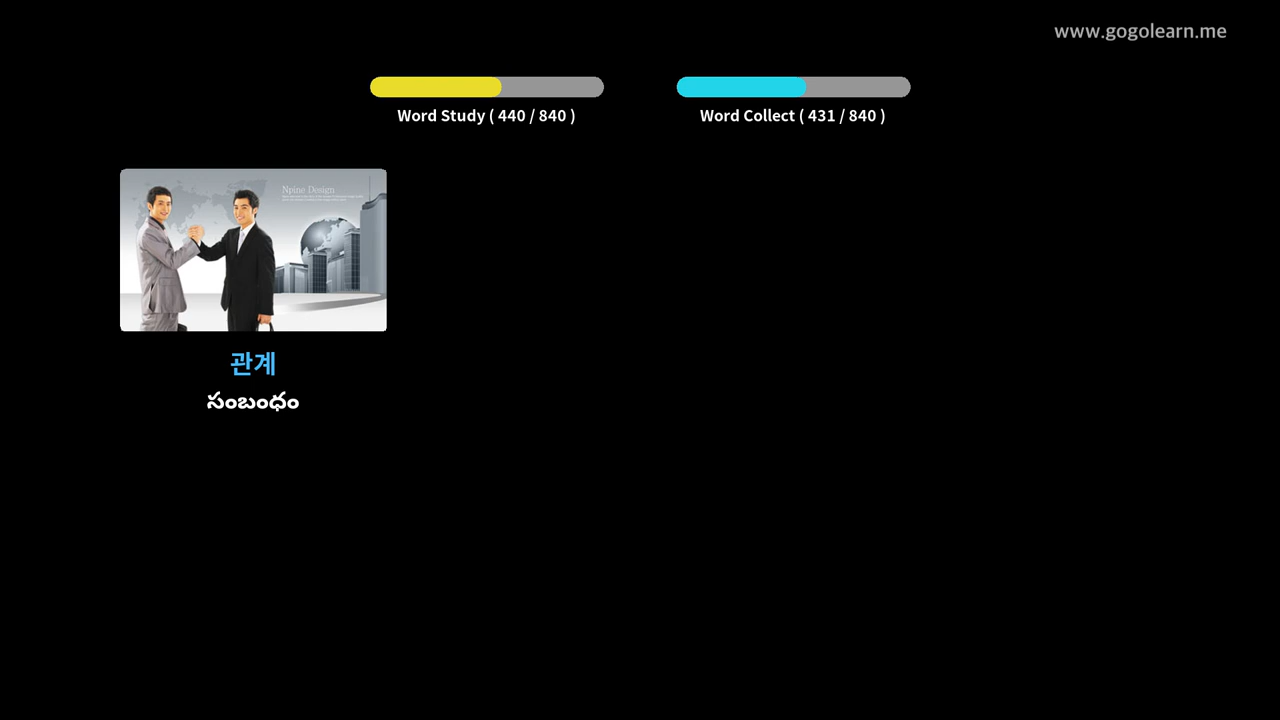 www.gogolearn.me
Word Study ( 440 / 840 )
Word Collect ( 431 / 840 )
Npine Design
관계
సంబంధం